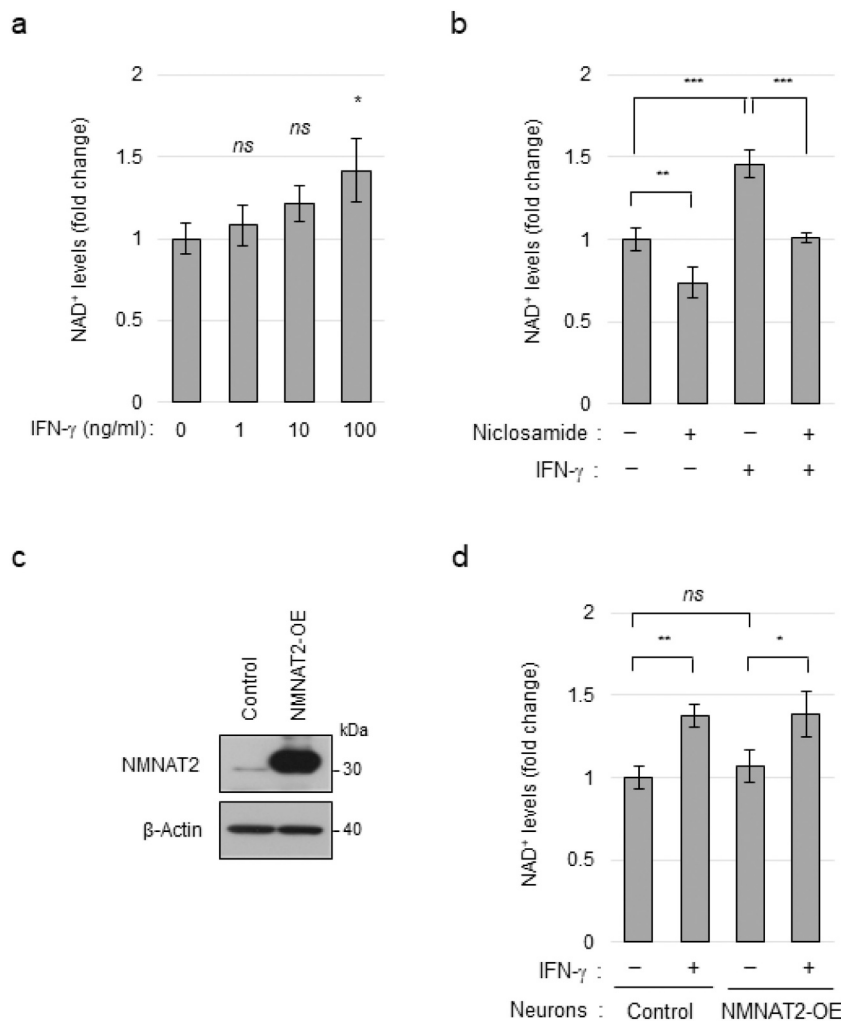 a
NAD⁺ levels (fold change)
2
1.5
1
0.5
0
ns
ns
*
IFN-γ (ng/ml): 0 1 10 100
b
NAD⁺ levels (fold change)
2
1.5
1
0.5
0
*** ***
**
Niclosamide : – + – +
IFN-γ : – – + +
c
Control
NMNAT2-OE
kDa
NMNAT2
30
β-Actin
40
d
NAD⁺ levels (fold change)
2
1.5
1
0.5
0
ns
** *
IFN-γ : – + – +
Neurons : Control NMNAT2-OE